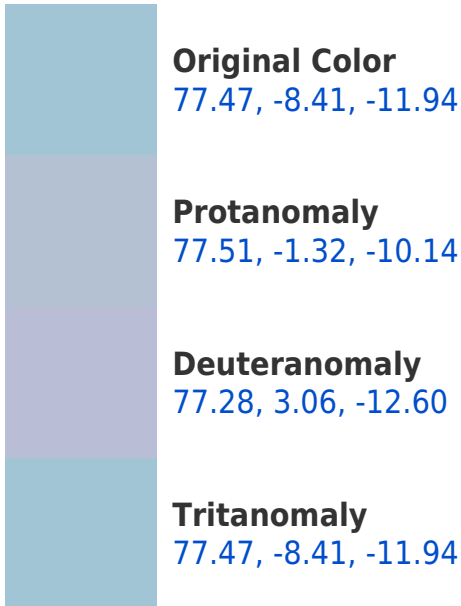 Original Color
77.47, -8.41, -11.94
Protanomaly
77.51, -1.32, -10.14
Deuteranomaly
77.28, 3.06, -12.60
Tritanomaly
77.47, -8.41, -11.94